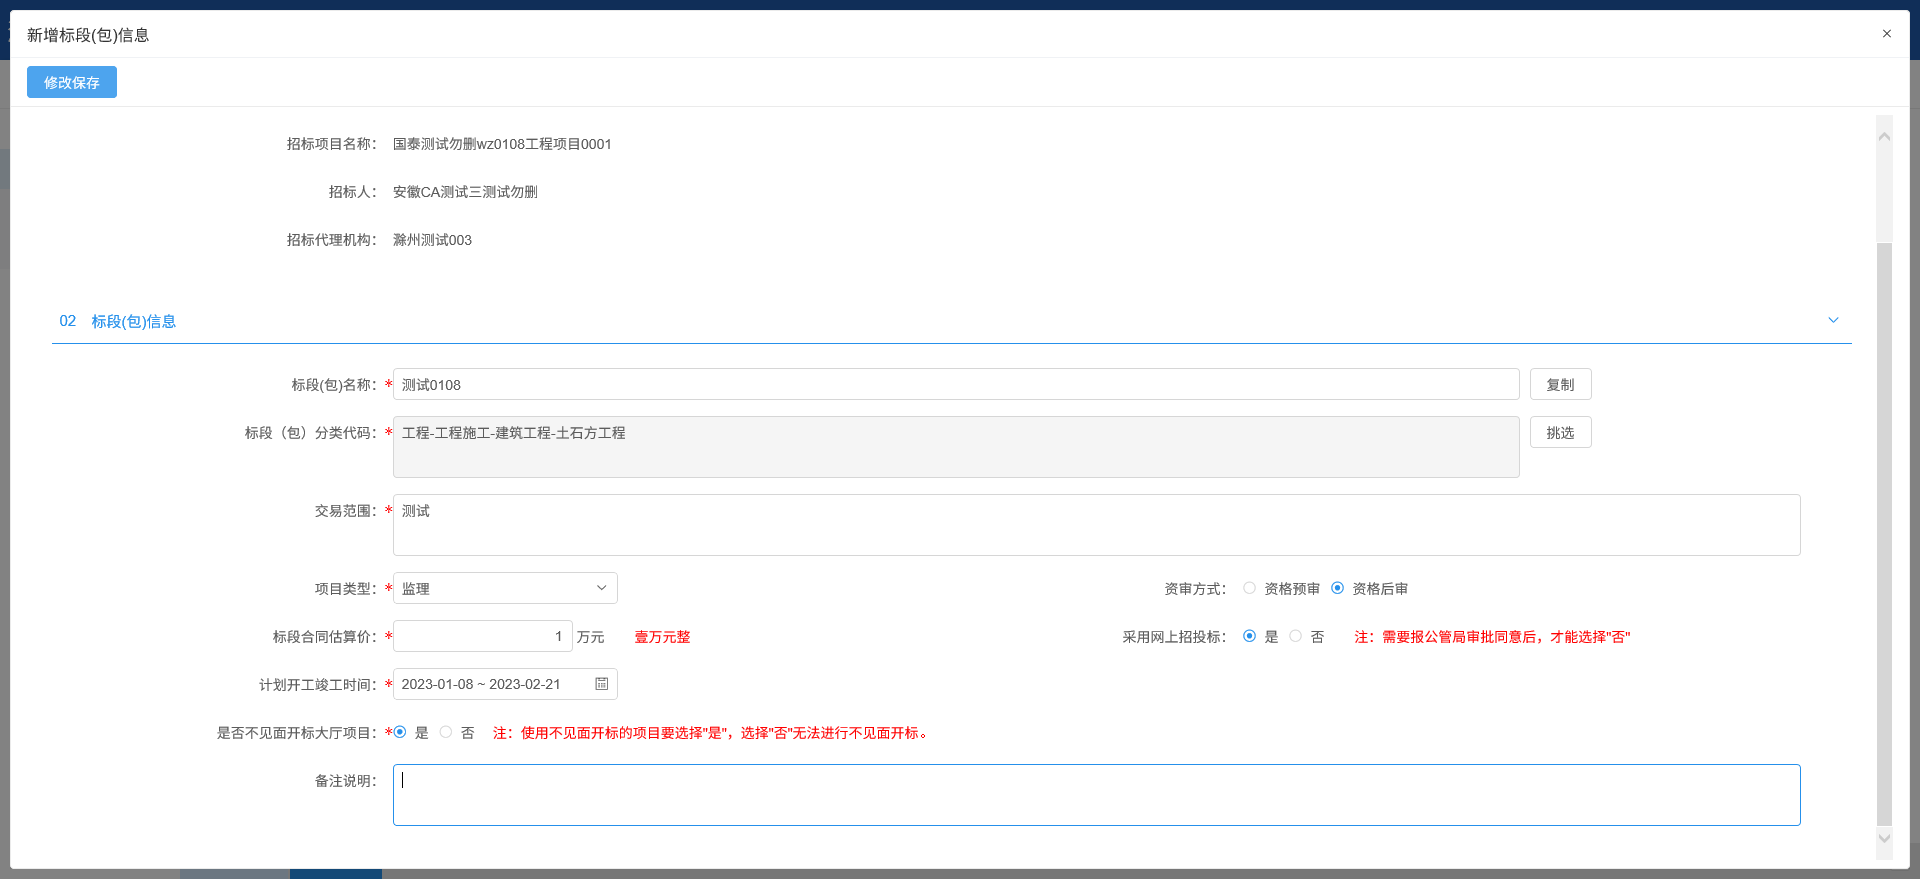 新增标段(包)信息
×
修改保存
招标项目名称： 国泰测试勿删wz0108工程项目0001
招标人： 安徽CA测试三测试勿删
招标代理机构： 滁州测试003
02 标段(包)信息
标段(包)名称：* 测试0108 复制
标段（包）分类代码：* 工程-工程施工-建筑工程-土石方工程 挑选
交易范围：* 测试
项目类型：* 监理 资审方式： 资格预审 资格后审
标段合同估算价：* 1 万元 壹万元整 采用网上招投标： 是 否 注：需要报公管局审批同意后，才能选择"否"
计划开工竣工时间：* 2023-01-08 ~ 2023-02-21
是否不见面开标大厅项目：* 是 否 注：使用不见面开标的项目要选择"是"，选择"否"无法进行不见面开标。
备注说明：